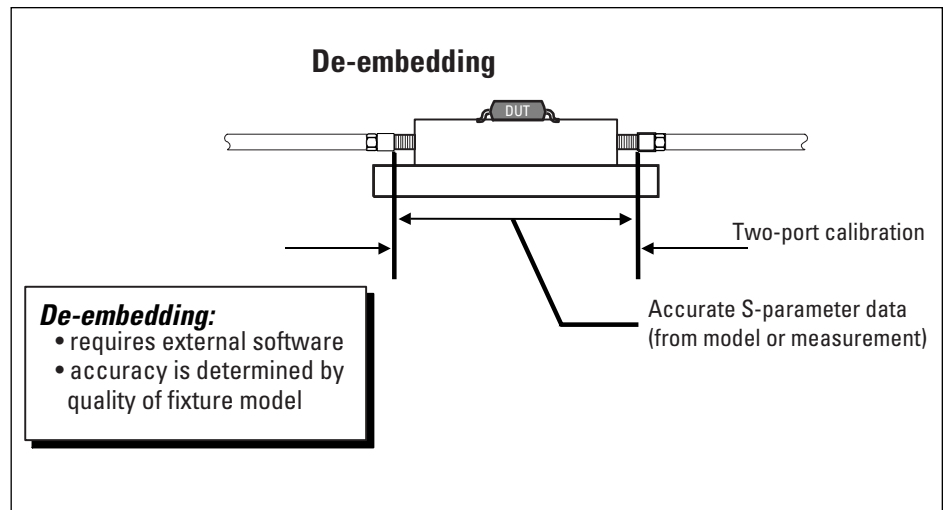 De-embedding
DUT
Two-port calibration
Accurate S-parameter data
(from model or measurement)
De-embedding:
• requires external software
• accuracy is determined by
quality of fixture model